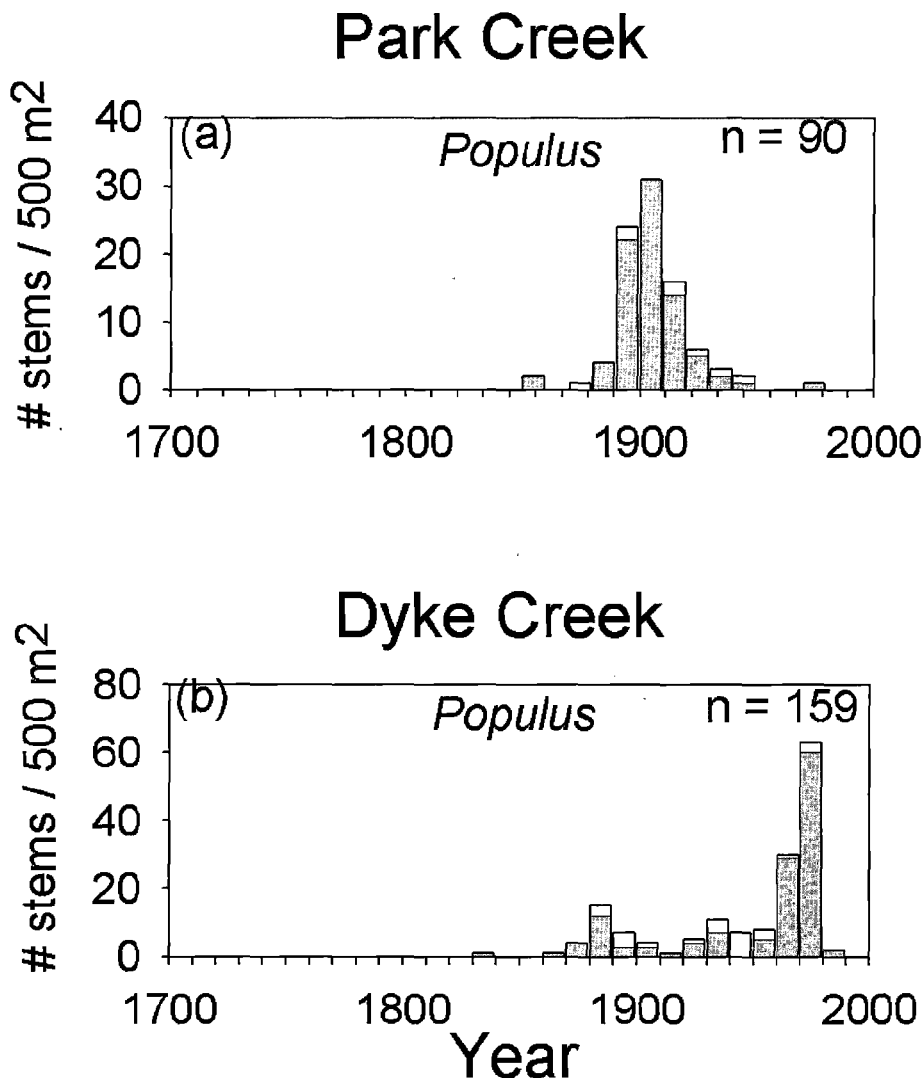 Park Creek
# stems / 500 m2
40
30
20
10
0
(a)
Populus
n = 90
1700
1800
1900
2000
Dyke Creek
# stems / 500 m2
80
60
40
20
0
(b)
Populus
n = 159
1700
1800
1900
2000
Year